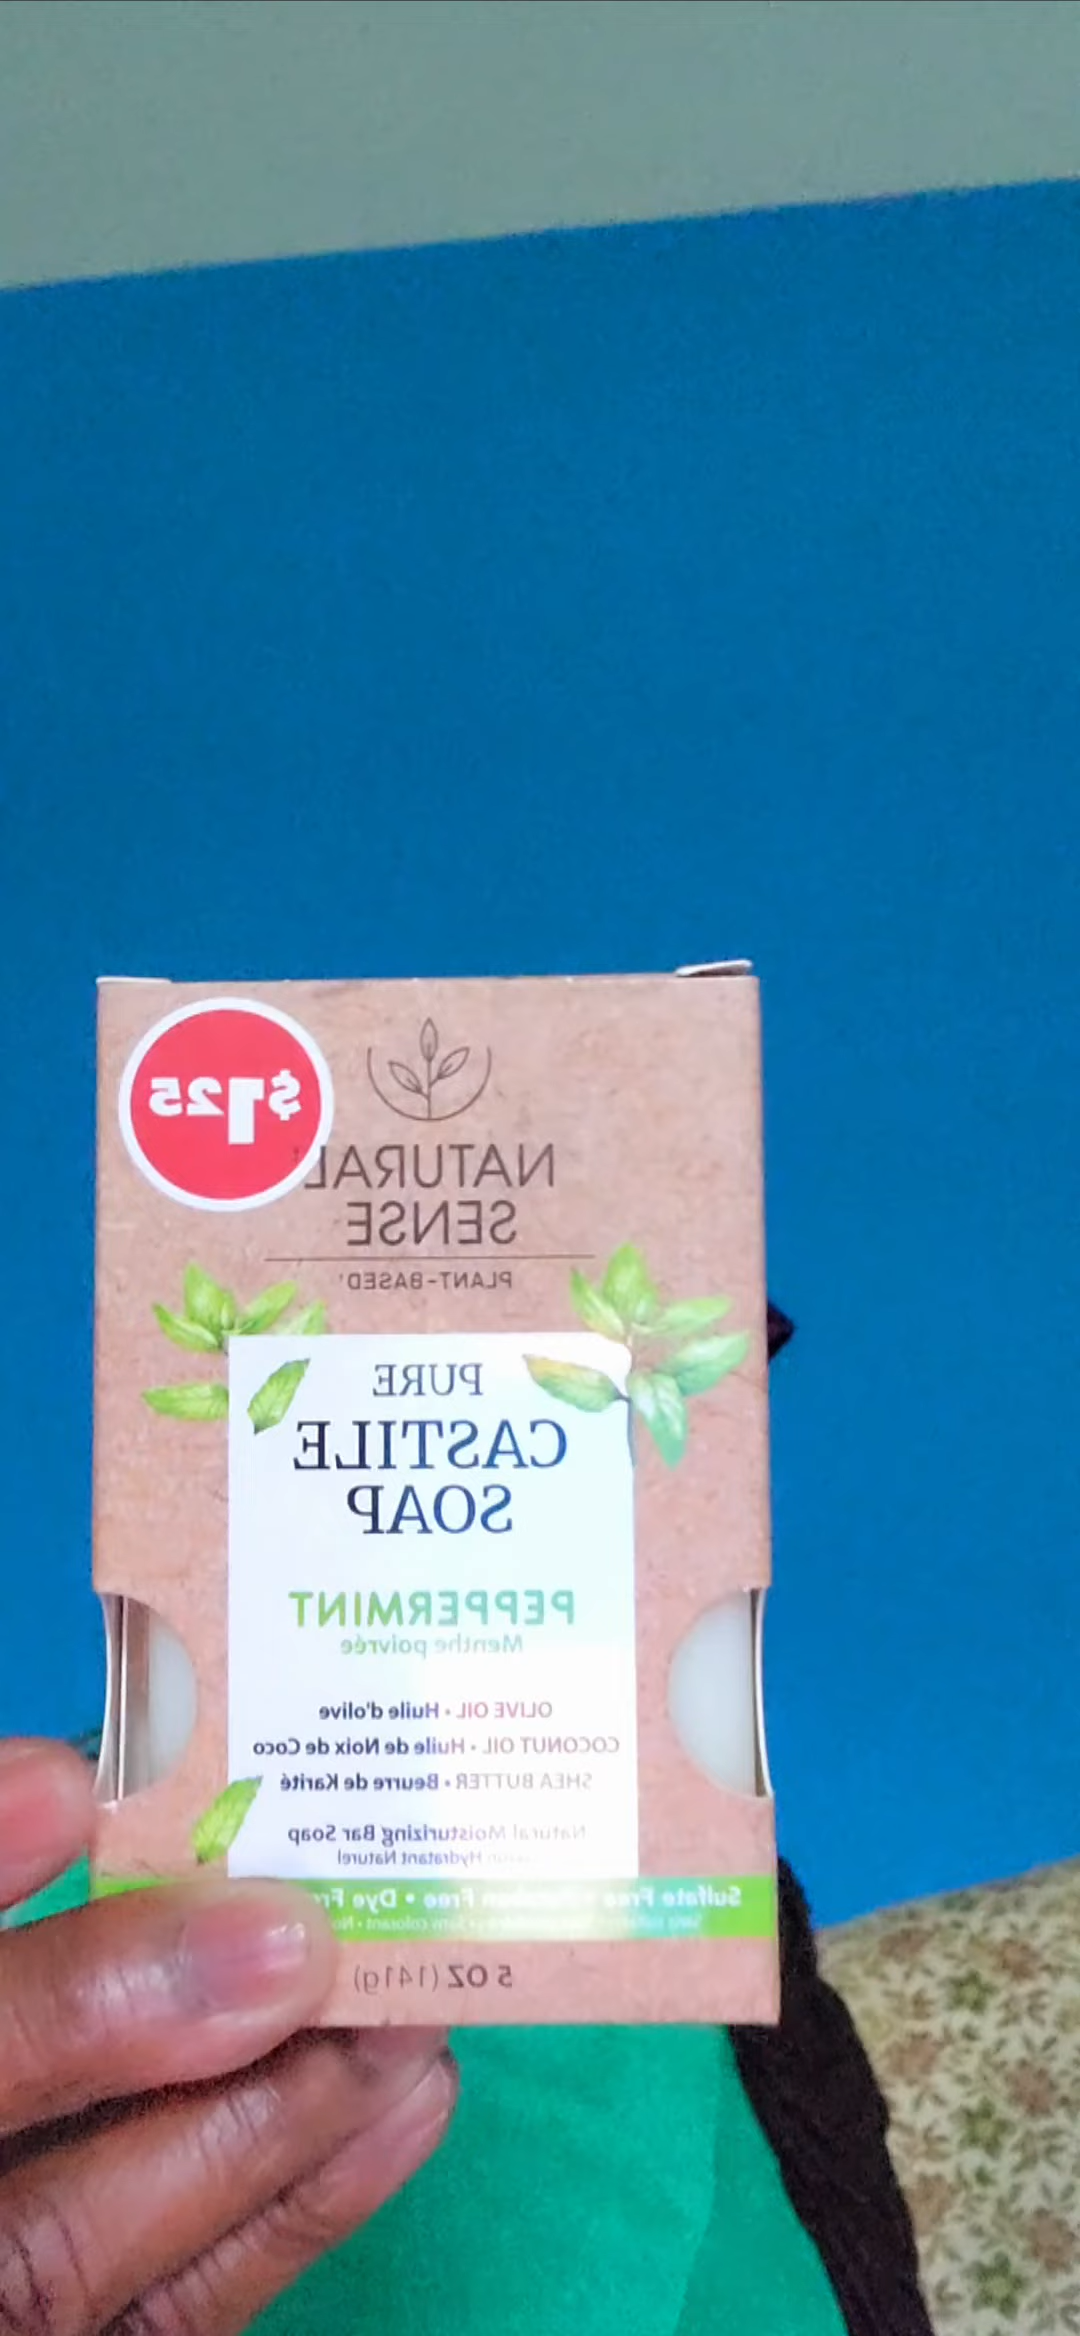 $1.25
NATURAL
SENSE
PLANT-BASED
PURE
CASTILE
SOAP
PEPPERMINT
Menthe poivrée
OLIVE OIL • Huile d'olive
COCONUT OIL • Huile de Noix de Coco
SHEA BUTTER • Beurre de Karité
Natural Moisturizing Bar Soap
Hydratant Naturel
Sulfate Free • Free • Dye
Sans colorant
5 OZ (141g)